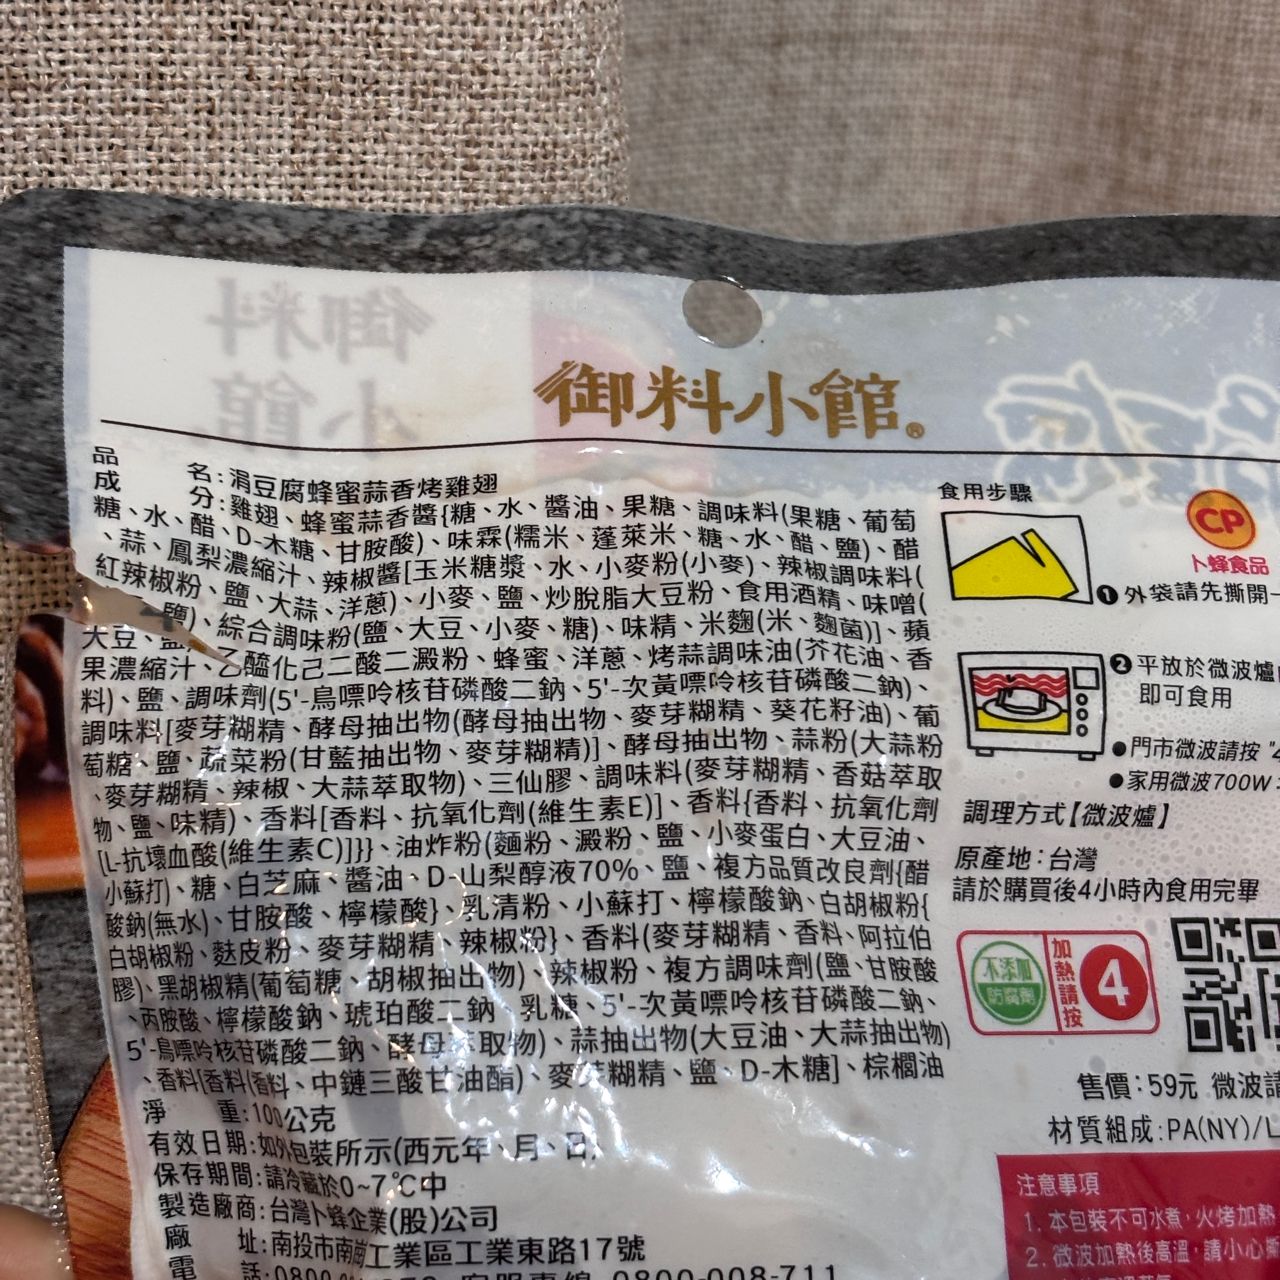 御料小館®
品　　名:涓豆腐蜂蜜蒜香烤雞翅
成　　分:雞翅、蜂蜜蒜香醬{糖、水、醬油、果糖、調味料(果糖、葡萄
糖、水、醋、D-木糖、甘胺酸)、味霖(糯米、蓬萊米、糖、水、醋、鹽)、醋
、蒜、鳳梨濃縮汁、辣椒醬[玉米糖漿、水、小麥粉(小麥)、辣椒調味料(
紅辣椒粉、鹽、大蒜、洋蔥)、小麥、鹽、炒脫脂大豆粉、食用酒精、味噌(
大豆、鹽)、綜合調味粉(鹽、大豆、小麥、糖)、味精、米麴(米、麴菌)]、蘋
果濃縮汁、乙醯化己二酸二澱粉、蜂蜜、洋蔥、烤蒜調味油(芥花油、香
料)、鹽、調味劑(5'-鳥嘌呤核苷磷酸二鈉、5'-次黃嘌呤核苷磷酸二鈉)、
調味料[麥芽糊精、酵母抽出物(酵母抽出物、麥芽糊精、葵花籽油)、葡
萄糖、鹽、蔬菜粉(甘藍抽出物、麥芽糊精)]、酵母抽出物、蒜粉(大蒜粉
、麥芽糊精、辣椒、大蒜萃取物)、三仙膠、調味料(麥芽糊精、香菇萃取
物、鹽、味精)、香料[香料、抗氧化劑(維生素E)]、香料{香料、抗氧化劑
[L-抗壞血酸(維生素C)]}}、油炸粉(麵粉、澱粉、鹽、小麥蛋白、大豆油、
小蘇打)、糖、白芝麻、醬油、D-山梨醇液70%、鹽、複方品質改良劑{醋
酸鈉(無水)、甘胺酸、檸檬酸}、乳清粉、小蘇打、檸檬酸鈉、白胡椒粉{
白胡椒粉、麩皮粉、麥芽糊精、辣椒粉}、香料(麥芽糊精、香料、阿拉伯
膠)、黑胡椒精(葡萄糖、胡椒抽出物)、辣椒粉、複方調味劑(鹽、甘胺酸
、丙胺酸、檸檬酸鈉、琥珀酸二鈉、乳糖、5'-次黃嘌呤核苷磷酸二鈉、
5'-鳥嘌呤核苷磷酸二鈉、酵母萃取物)、蒜抽出物(大豆油、大蒜抽出物)
、香料[香料(香料、中鏈三酸甘油酯)、麥芽糊精、鹽、D-木糖]、棕櫚油
淨　　重:100公克
有效日期:如外包裝所示(西元年、月、日)
保存期間:請冷藏於0~7℃中
製造廠商:台灣卜蜂企業(股)公司
廠　　址:南投市南崗工業區工業東路17號
電　　話:0800 客服專線 0800-008-711
食用步驟
CP
卜蜂食品
❶外袋請先撕開一
❷平放於微波爐
即可食用
●門市微波請按"4
●家用微波700W
調理方式【微波爐】
原產地:台灣
請於購買後4小時內食用完畢
不添加
防腐劑
加熱請按
4
售價:59元 微波請
材質組成:PA(NY)/L
注意事項
1. 本包裝不可水煮,火烤加熱
2. 微波加熱後高溫,請小心撕